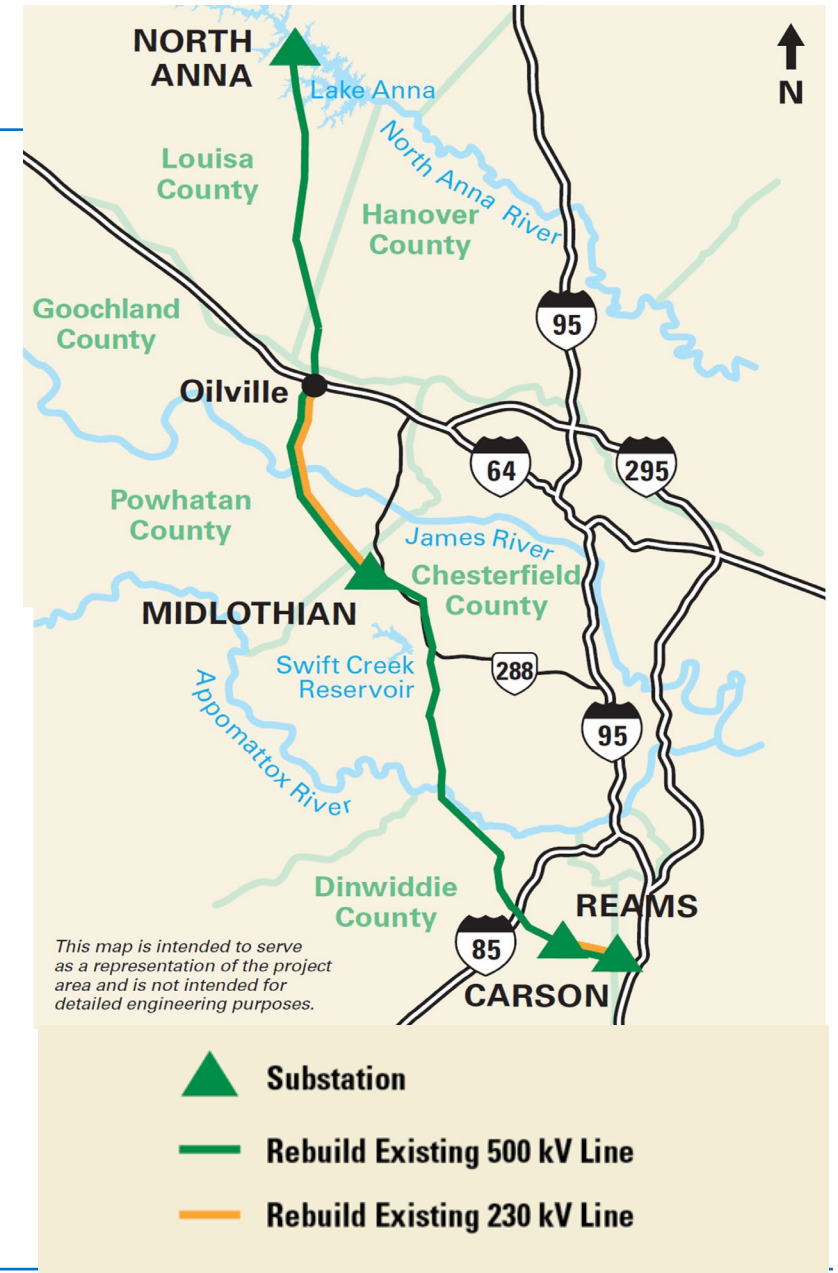 NORTH
ANNA
N
Lake Anna
North Anna River
Louisa
County
Hanover
County
Goochland
County
95
Oilville
64
295
Powhatan
County
James River
Chesterfield
County
MIDLOTHIAN
Swift Creek
Reservoir
288
Appomattox River
95
Dinwiddie
County
REAMS
85
CARSON
This map is intended to serve
as a representation of the project
area and is not intended for
detailed engineering purposes.
Substation
Rebuild Existing 500 kV Line
Rebuild Existing 230 kV Line